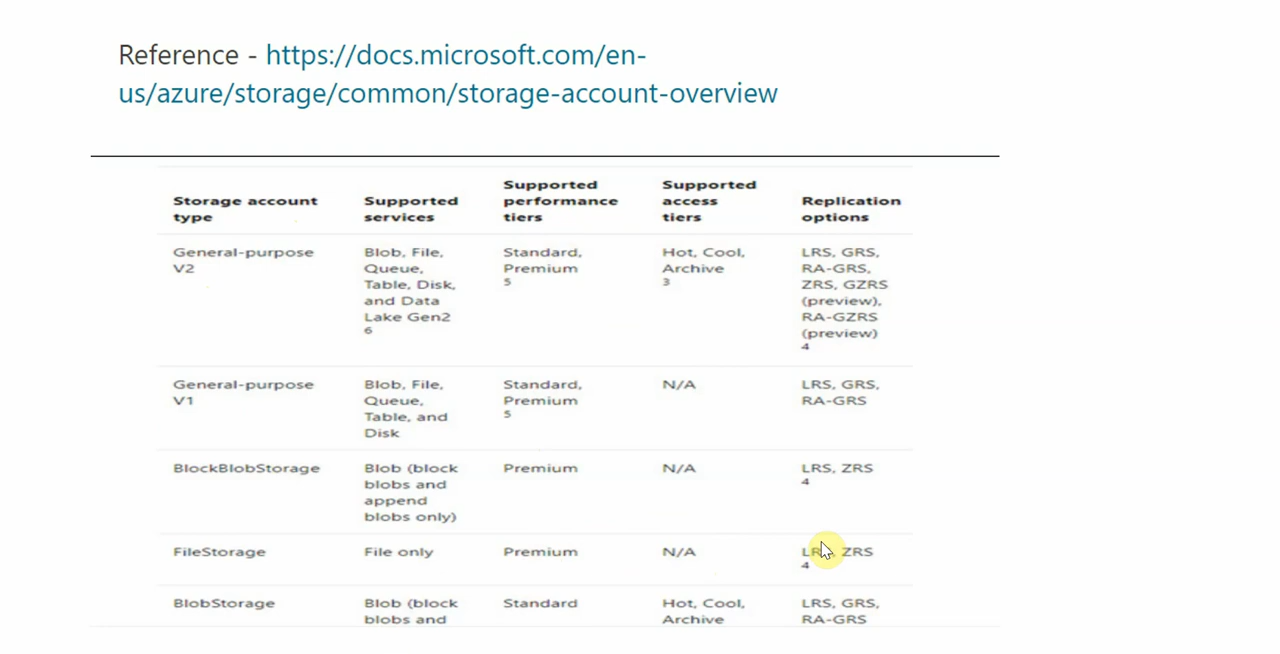 Reference - https://docs.microsoft.com/en-
us/azure/storage/common/storage-account-overview
Storage account
type
Supported
services
Supported
performance
tiers
Supported
access
tiers
Replication
options
General-purpose
V2
Blob, File,
Queue,
Table, Disk,
and Data
Lake Gen2
6
Standard,
Premium
5
Hot, Cool,
Archive
3
LRS, GRS,
RA-GRS,
ZRS, GZRS
(preview),
RA-GZRS
(preview)
4
General-purpose
V1
Blob, File,
Queue,
Table, and
Disk
Standard,
Premium
5
N/A
LRS, GRS,
RA-GRS
BlockBlobStorage
Blob (block
blobs and
append
blobs only)
Premium
N/A
LRS, ZRS
4
FileStorage
File only
Premium
N/A
LRS, ZRS
4
BlobStorage
Blob (block
blobs and
Standard
Hot, Cool,
Archive
LRS, GRS,
RA-GRS